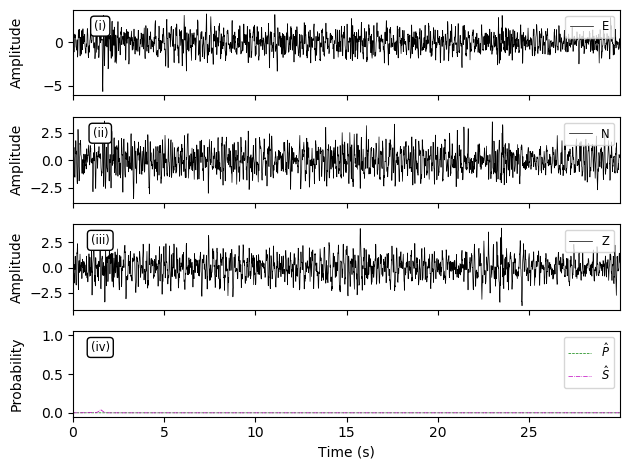 (i)
E
Amplitude
0
−5
(ii)
N
Amplitude
2.5
0.0
−2.5
(iii)
Z
Amplitude
2.5
0.0
−2.5
(iv)
P̂
Ŝ
Probability
1.0
0.5
0.0
0 5 10 15 20 25
Time (s)